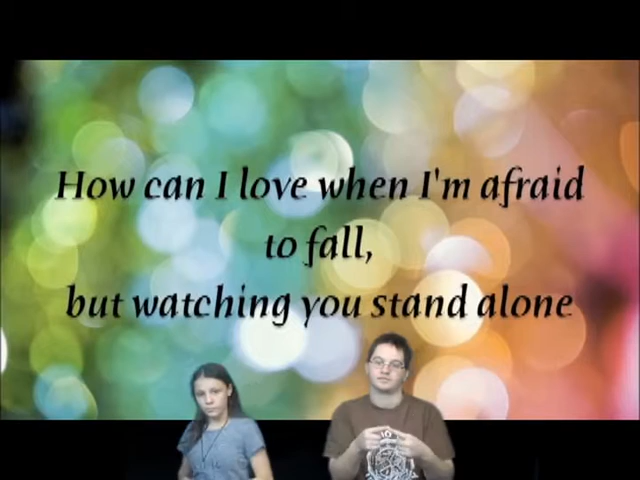 How can I love when I'm afraid
to fall,
but watching you stand alone